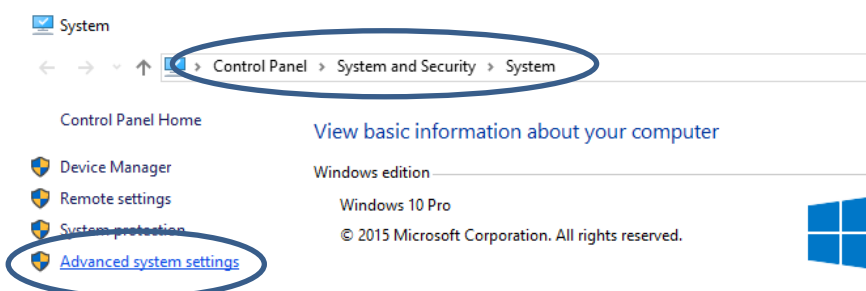 System
Control Panel > System and Security > System
Control Panel Home
View basic information about your computer
Device Manager
Windows edition
Remote settings
Windows 10 Pro
System protection
© 2015 Microsoft Corporation. All rights reserved.
Advanced system settings